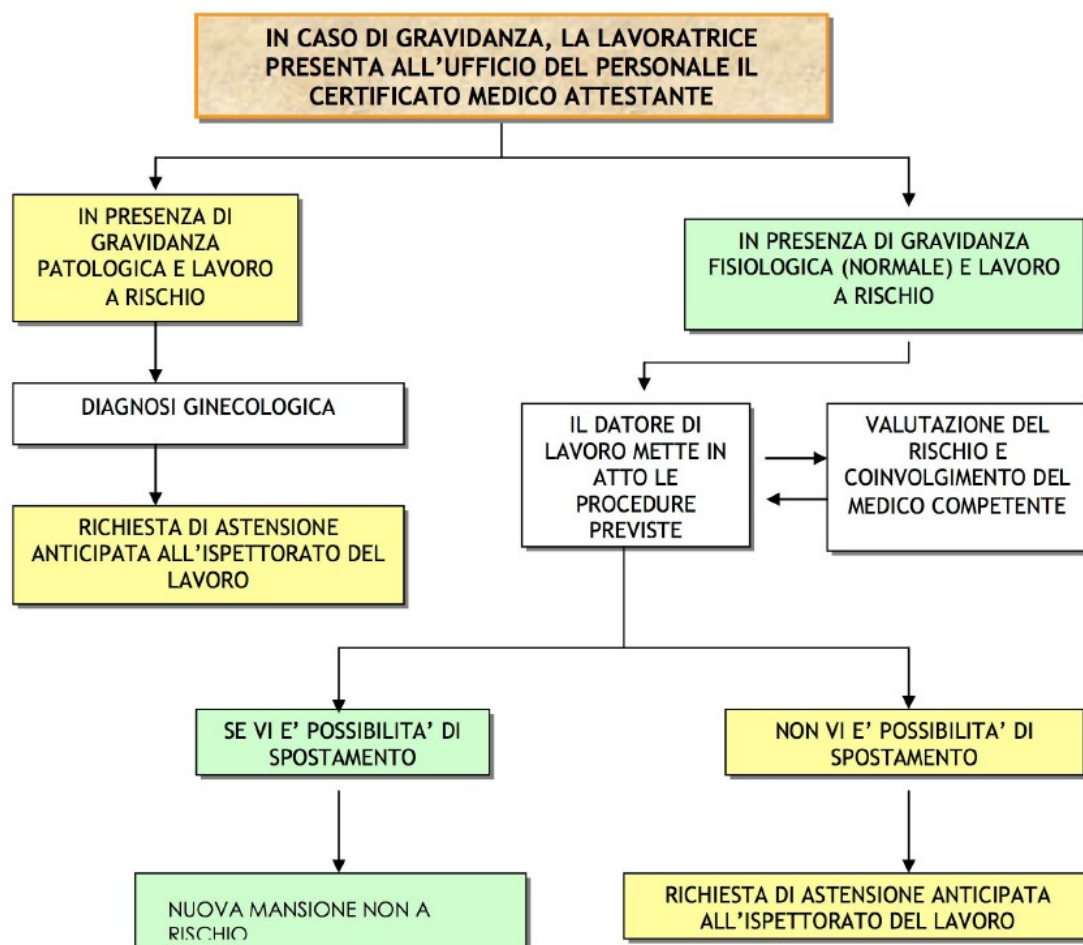 IN CASO DI GRAVIDANZA, LA LAVORATRICE
PRESENTA ALL'UFFICIO DEL PERSONALE IL
CERTIFICATO MEDICO ATTESTANTE
IN PRESENZA DI
GRAVIDANZA
PATOLOGICA E LAVORO
A RISCHIO
IN PRESENZA DI GRAVIDANZA
FISIOLOGICA (NORMALE) E LAVORO
A RISCHIO
DIAGNOSI GINECOLOGICA
IL DATORE DI
LAVORO METTE IN
ATTO LE
PROCEDURE
PREVISTE
VALUTAZIONE DEL
RISCHIO E
COINVOLGIMENTO DEL
MEDICO COMPETENTE
RICHIESTA DI ASTENSIONE
ANTICIPATA ALL'ISPETTORATO DEL
LAVORO
SE VI E' POSSIBILITA' DI
SPOSTAMENTO
NON VI E' POSSIBILITA' DI
SPOSTAMENTO
NUOVA MANSIONE NON A
RISCHIO
RICHIESTA DI ASTENSIONE ANTICIPATA
ALL'ISPETTORATO DEL LAVORO